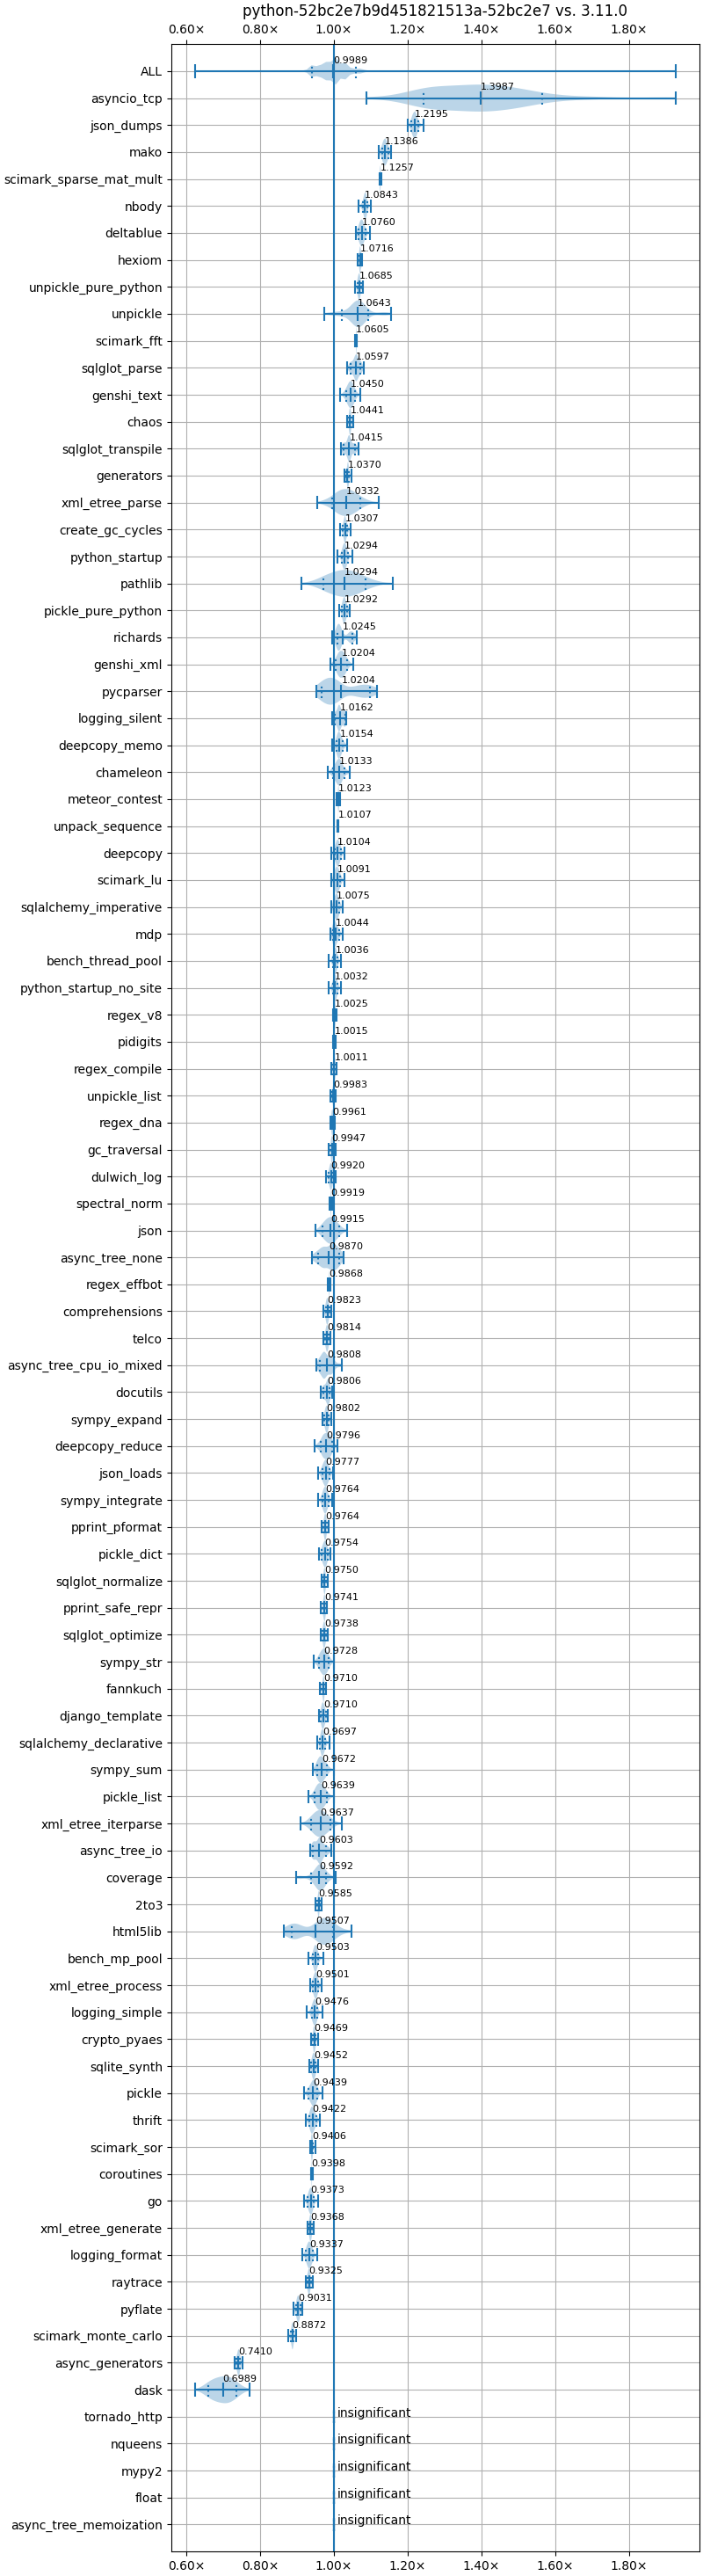 python-52bc2e7b9d451821513a-52bc2e7 vs. 3.11.0
0.60× 0.80× 1.00× 1.20× 1.40× 1.60× 1.80×
ALL 0.9989
asyncio_tcp 1.3987
json_dumps 1.2195
mako 1.1386
scimark_sparse_mat_mult 1.1257
nbody 1.0843
deltablue 1.0760
hexiom 1.0716
unpickle_pure_python 1.0685
unpickle 1.0643
scimark_fft 1.0605
sqlglot_parse 1.0597
genshi_text 1.0450
chaos 1.0441
sqlglot_transpile 1.0415
generators 1.0370
xml_etree_parse 1.0332
create_gc_cycles 1.0307
python_startup 1.0294
pathlib 1.0294
pickle_pure_python 1.0292
richards 1.0245
genshi_xml 1.0204
pycparser 1.0204
logging_silent 1.0162
deepcopy_memo 1.0154
chameleon 1.0133
meteor_contest 1.0123
unpack_sequence 1.0107
deepcopy 1.0104
scimark_lu 1.0091
sqlalchemy_imperative 1.0075
mdp 1.0044
bench_thread_pool 1.0036
python_startup_no_site 1.0032
regex_v8 1.0025
pidigits 1.0015
regex_compile 1.0011
unpickle_list 0.9983
regex_dna 0.9961
gc_traversal 0.9947
dulwich_log 0.9920
spectral_norm 0.9919
json 0.9915
async_tree_none 0.9870
regex_effbot 0.9868
comprehensions 0.9823
telco 0.9814
async_tree_cpu_io_mixed 0.9808
docutils 0.9806
sympy_expand 0.9802
deepcopy_reduce 0.9796
json_loads 0.9777
sympy_integrate 0.9764
pprint_pformat 0.9764
pickle_dict 0.9754
sqlglot_normalize 0.9750
pprint_safe_repr 0.9741
sqlglot_optimize 0.9738
sympy_str 0.9728
fannkuch 0.9710
django_template 0.9710
sqlalchemy_declarative 0.9697
sympy_sum 0.9672
pickle_list 0.9639
xml_etree_iterparse 0.9637
async_tree_io 0.9603
coverage 0.9592
2to3 0.9585
html5lib 0.9507
bench_mp_pool 0.9503
xml_etree_process 0.9501
logging_simple 0.9476
crypto_pyaes 0.9469
sqlite_synth 0.9452
pickle 0.9439
thrift 0.9422
scimark_sor 0.9406
coroutines 0.9398
go 0.9373
xml_etree_generate 0.9368
logging_format 0.9337
raytrace 0.9325
pyflate 0.9031
scimark_monte_carlo 0.8872
async_generators 0.7410
dask 0.6989
tornado_http insignificant
nqueens insignificant
mypy2 insignificant
float insignificant
async_tree_memoization insignificant
0.60× 0.80× 1.00× 1.20× 1.40× 1.60× 1.80×